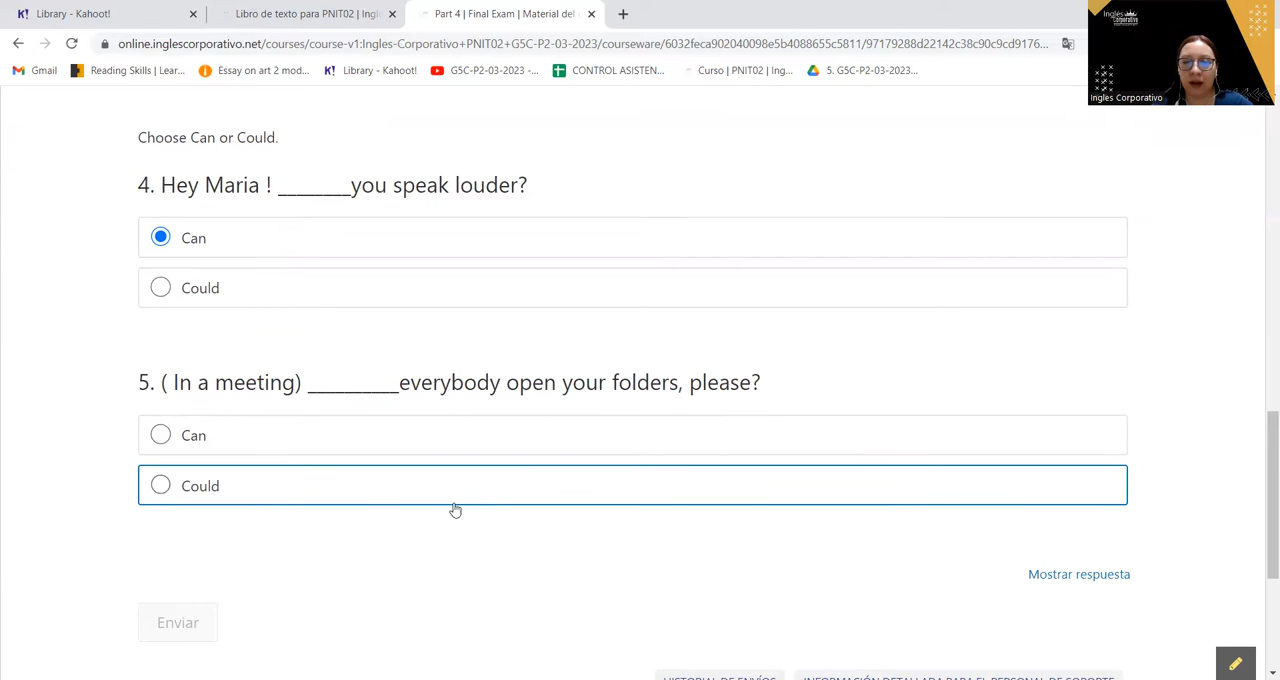 Library - Kahoot!
Libro de texto para PNIT02 | Ingl
Part 4 | Final Exam | Material del
online.inglescorporativo.net/courses/course-v1:Ingles-Corporativo+PNIT02+G5C-P2-03-2023/courseware/6032feca902040098e5b4088655c5811/97179288d22142c38c90c9cd9176...
Gmail
Reading Skills | Lear...
Essay on art 2 mod...
Library - Kahoot!
G5C-P2-03-2023 -...
CONTROL ASISTEN...
Curso | PNIT02 | Ing...
5. G5C-P2-03-2023...
Inglés
Corporativo
Ingles Corporativo
Choose Can or Could.
4. Hey Maria ! ________you speak louder?
Can
Could
5. ( In a meeting) __________everybody open your folders, please?
Can
Could
Mostrar respuesta
Enviar
HISTORIAL DE ENVÍOS
INFORMACIÓN DETALLADA PARA EL PERSONAL DE SOPORTE